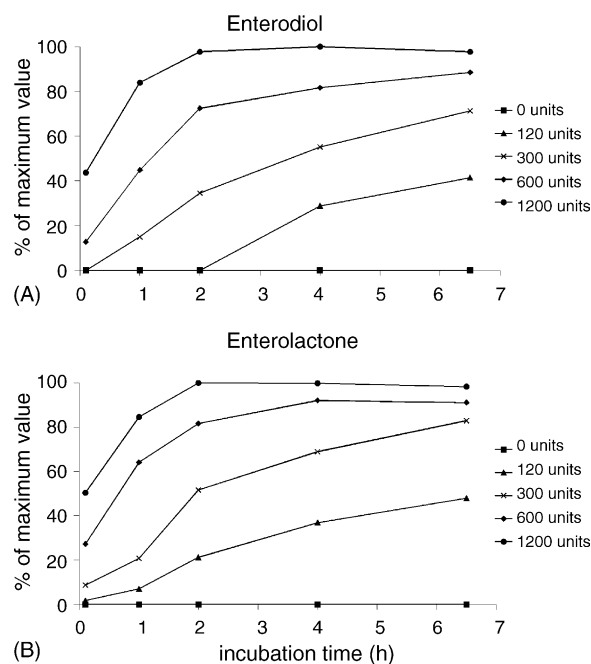 Enterodiol
% of maximum value
100
80
60
40
20
0
0 1 2 3 4 5 6 7
0 units
120 units
300 units
600 units
1200 units
(A)
Enterolactone
% of maximum value
100
80
60
40
20
0
0 1 2 3 4 5 6 7
0 units
120 units
300 units
600 units
1200 units
(B)
incubation time (h)